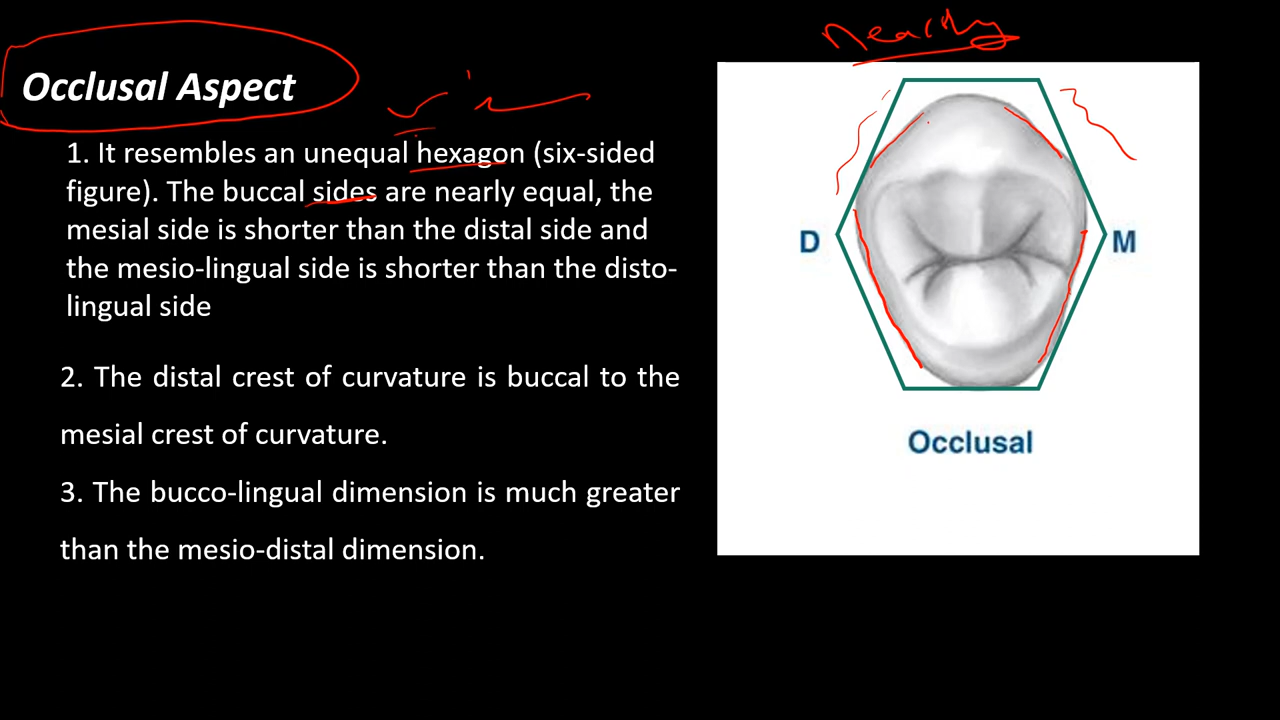 nearly
Occlusal Aspect
1. It resembles an unequal hexagon (six-sided
figure). The buccal sides are nearly equal, the
mesial side is shorter than the distal side and
the mesio-lingual side is shorter than the disto-
lingual side
2. The distal crest of curvature is buccal to the
mesial crest of curvature.
3. The bucco-lingual dimension is much greater
than the mesio-distal dimension.
D
M
Occlusal